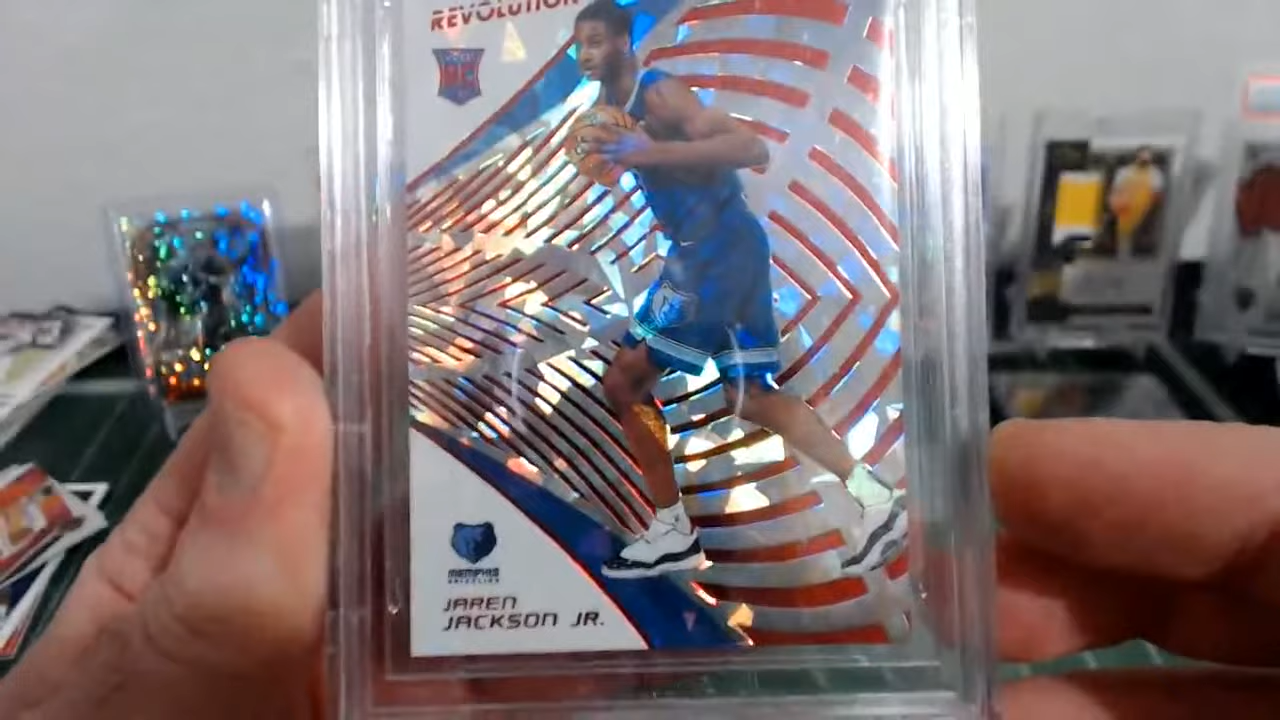 REVOLUTION
RC
MEMPHIS
GRIZZLIES
JAREN
JACKSON JR.